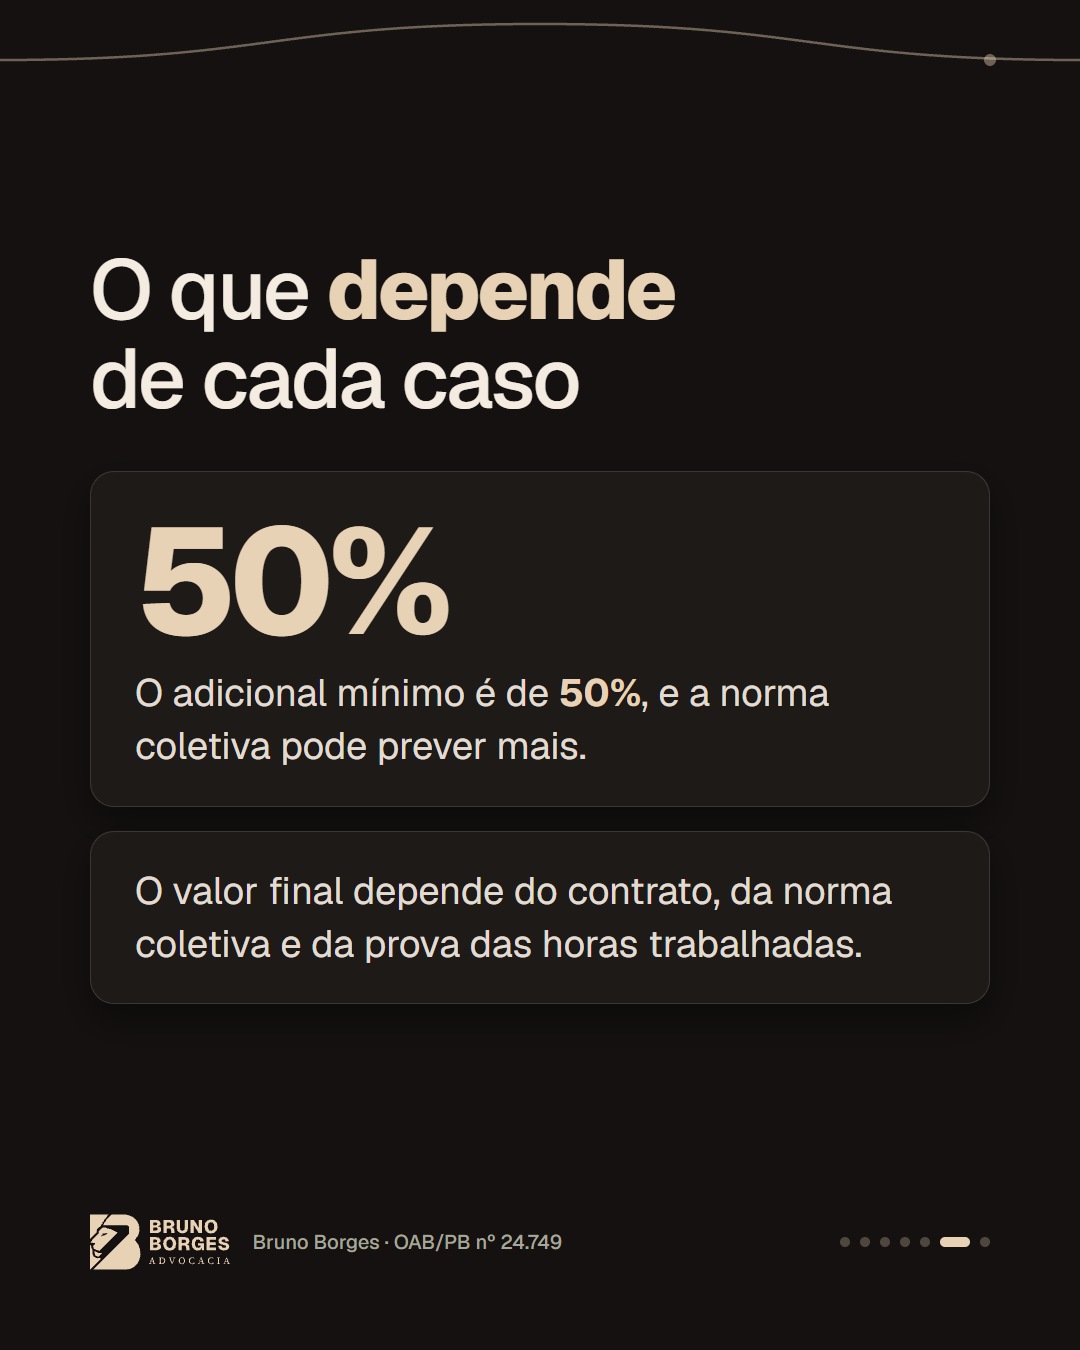 O que depende
de cada caso
50%
O adicional mínimo é de 50%, e a norma
coletiva pode prever mais.
O valor final depende do contrato, da norma
coletiva e da prova das horas trabalhadas.
BRUNO
BORGES
ADVOCACIA
Bruno Borges · OAB/PB nº 24.749